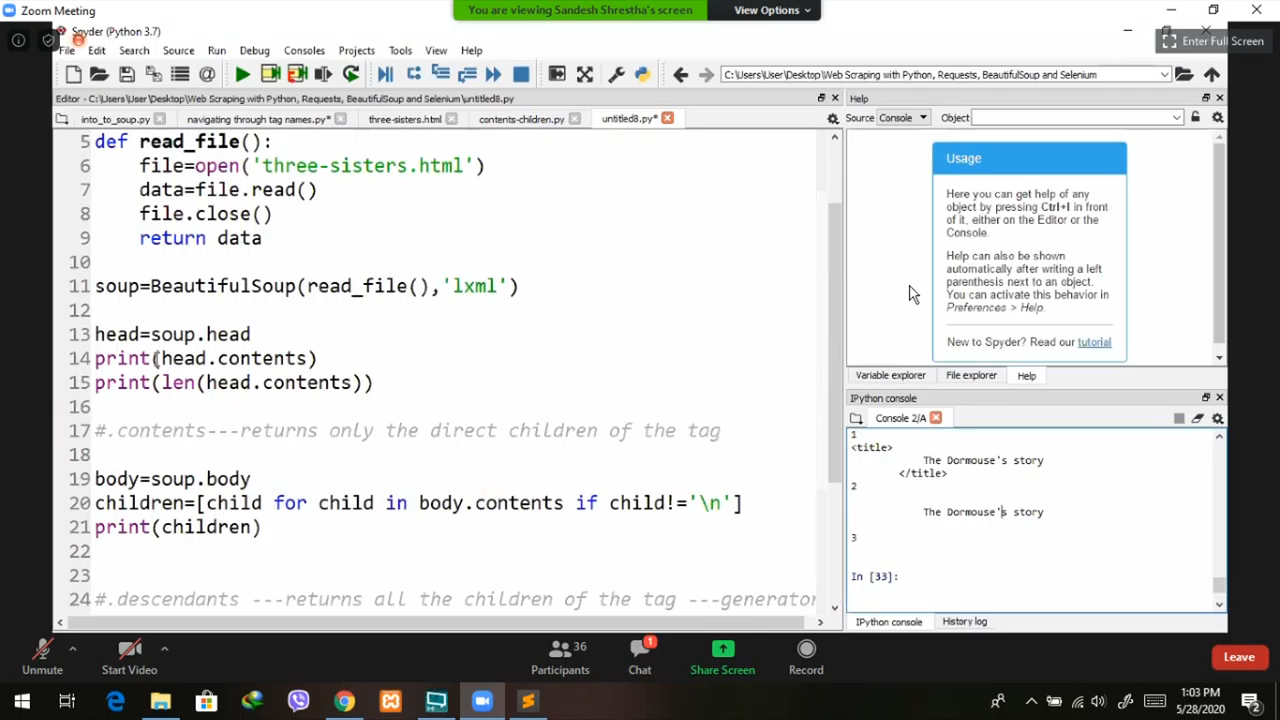 Zoom Meeting
You are viewing Sandesh Shrestha's screen
View Options
Spyder (Python 3.7)
Enter Full Screen
File Edit Search Source Run Debug Consoles Projects Tools View Help
C:\Users\User\Desktop\Web Scraping with Python, Requests, BeautifulSoup and Selenium
Editor - C:\Users\User\Desktop\Web Scraping with Python, Requests, BeautifulSoup and Selenium\untitled8.py
into_to_soup.py navigating through tag names.py* three-sisters.html contents-children.py untitled8.py*
5 def read_file():
6 file=open('three-sisters.html')
7 data=file.read()
8 file.close()
9 return data
10
11 soup=BeautifulSoup(read_file(),'lxml')
12
13 head=soup.head
14 print(head.contents)
15 print(len(head.contents))
16
17 #.contents---returns only the direct children of the tag
18
19 body=soup.body
20 children=[child for child in body.contents if child!='\n']
21 print(children)
22
23
24 #.descendants ---returns all the children of the tag ---generator
Help
Source Console Object
Usage
Here you can get help of any
object by pressing Ctrl+I in front
of it, either on the Editor or the
Console.
Help can also be shown
automatically after writing a left
parenthesis next to an object.
You can activate this behavior in
Preferences > Help.
New to Spyder? Read our tutorial
Variable explorer File explorer Help
IPython console
Console 2/A
1
<title>
The Dormouse's story
</title>
2
The Dormouse's story
3
In [33]:
IPython console History log
Unmute Start Video
36
Participants
1
Chat
Share Screen Record
Leave
1:03 PM
5/28/2020
2